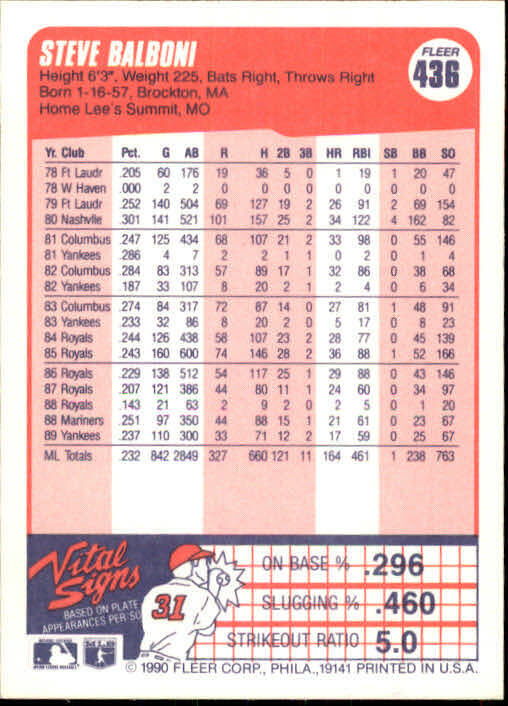 STEVE BALBONI
FLEER
436
Height 6'3", Weight 225, Bats Right, Throws Right
Born 1-16-57, Brockton, MA
Home Lee's Summit, MO
Yr. Club Pct. G AB R H 2B 3B HR RBI SB BB SO
78 Ft Laudr .205 60 176 19 36 5 0 1 19 1 20 47
78 W Haven .000 2 2 0 0 0 0 0 0 0 0 0
79 Ft Laudr .252 140 504 69 127 19 2 26 91 2 69 154
80 Nashvlle .301 141 521 101 157 25 2 34 122 4 162 82
81 Columbus .247 125 434 68 107 21 2 33 98 0 55 146
81 Yankees .286 4 7 2 2 1 1 0 2 0 1 4
82 Columbus .284 83 313 57 89 17 1 32 86 0 38 68
82 Yankees .187 33 107 8 20 2 1 2 4 0 6 34
83 Columbus .274 84 317 72 87 14 0 27 81 1 48 91
83 Yankees .233 32 86 8 20 2 0 5 17 0 8 23
84 Royals .244 126 438 58 107 23 2 28 77 0 45 139
85 Royals .243 160 600 74 146 28 2 36 88 1 52 166
86 Royals .229 138 512 54 117 25 1 29 88 0 43 146
87 Royals .207 121 386 44 80 11 1 24 60 0 34 97
88 Royals .143 21 63 2 9 2 0 2 5 0 1 20
88 Mariners .251 97 350 44 88 15 1 21 61 0 23 67
89 Yankees .237 110 300 33 71 12 2 17 59 0 25 67
ML Totals .232 842 2849 327 660 121 11 164 461 1 238 763
Vital
Signs
BASED ON PLATE
APPEARANCES PER SO
31
ON BASE % .296
SLUGGING % .460
STRIKEOUT RATIO 5.0
MLB
© 1990 FLEER CORP., PHILA., 19141 PRINTED IN U.S.A.